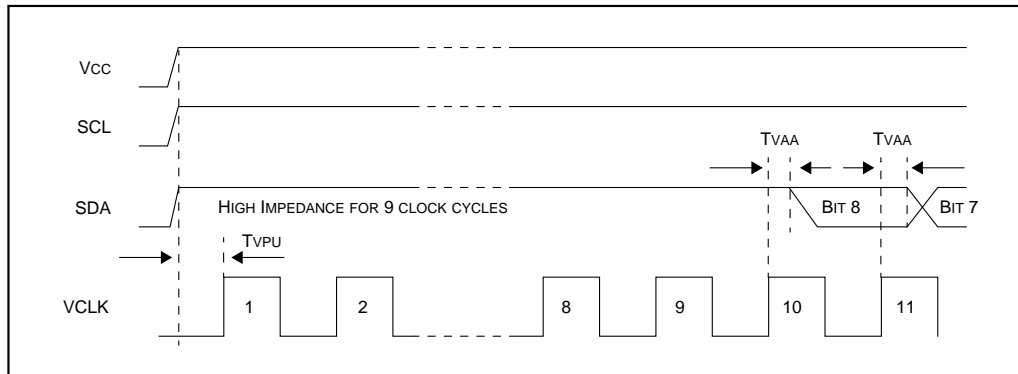 VCC
SCL
TVAA TVAA
SDA
HIGH IMPEDANCE FOR 9 CLOCK CYCLES
BIT 8 BIT 7
TVPU
VCLK
1 2 8 9 10 11